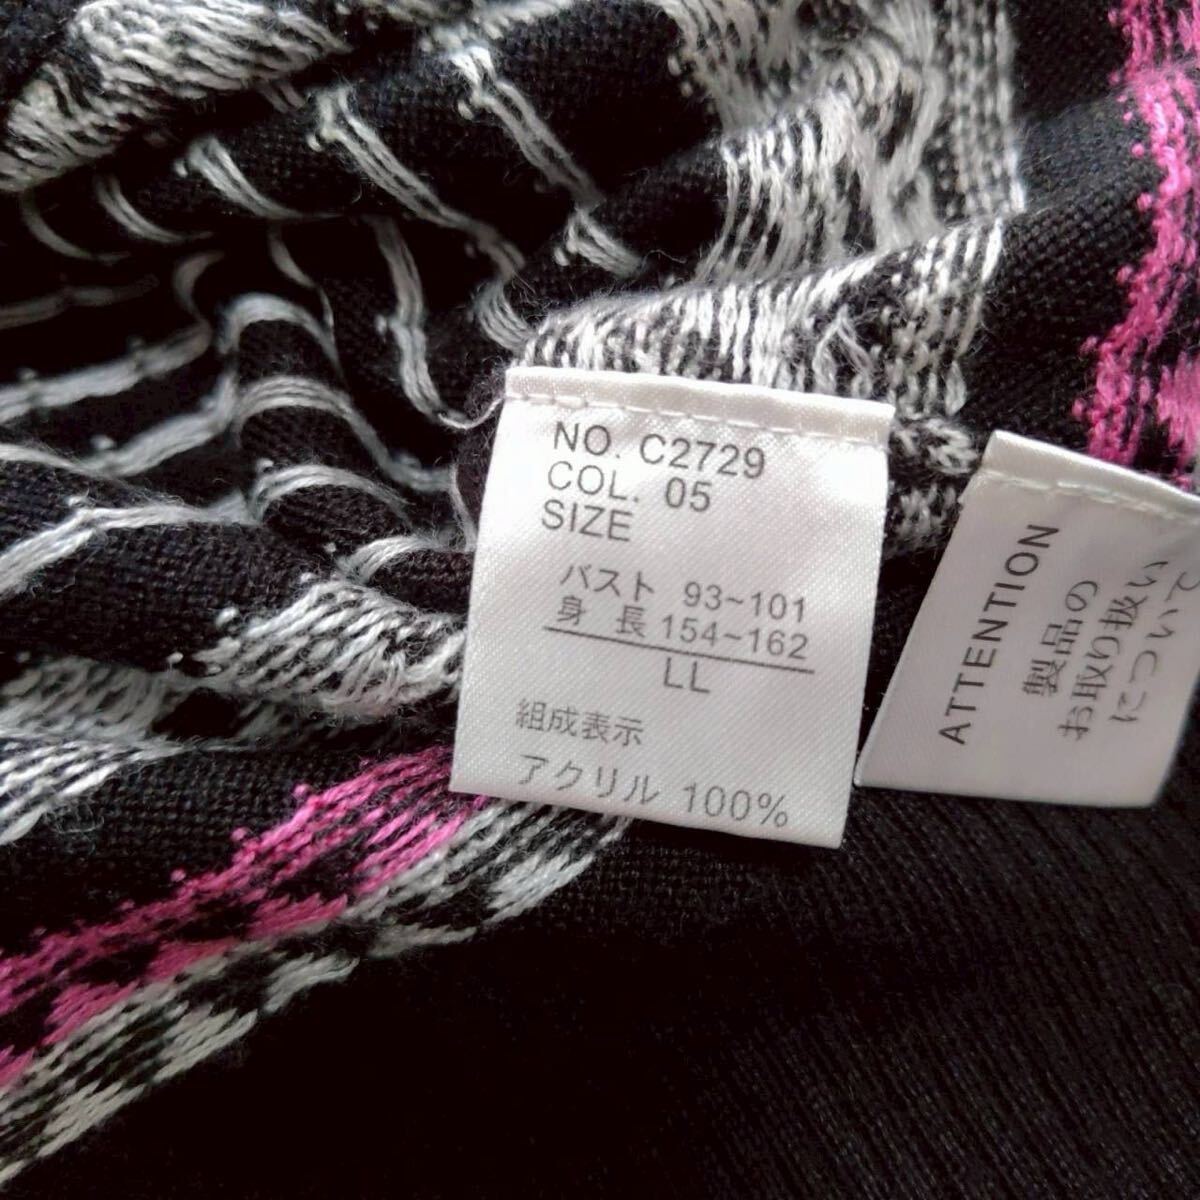 NO. C2729
COL. 05
SIZE
バスト 93~101
身 長 154~162
LL
組成表示
アクリル 100%
ATTENTION
製品の
お取り扱い
について